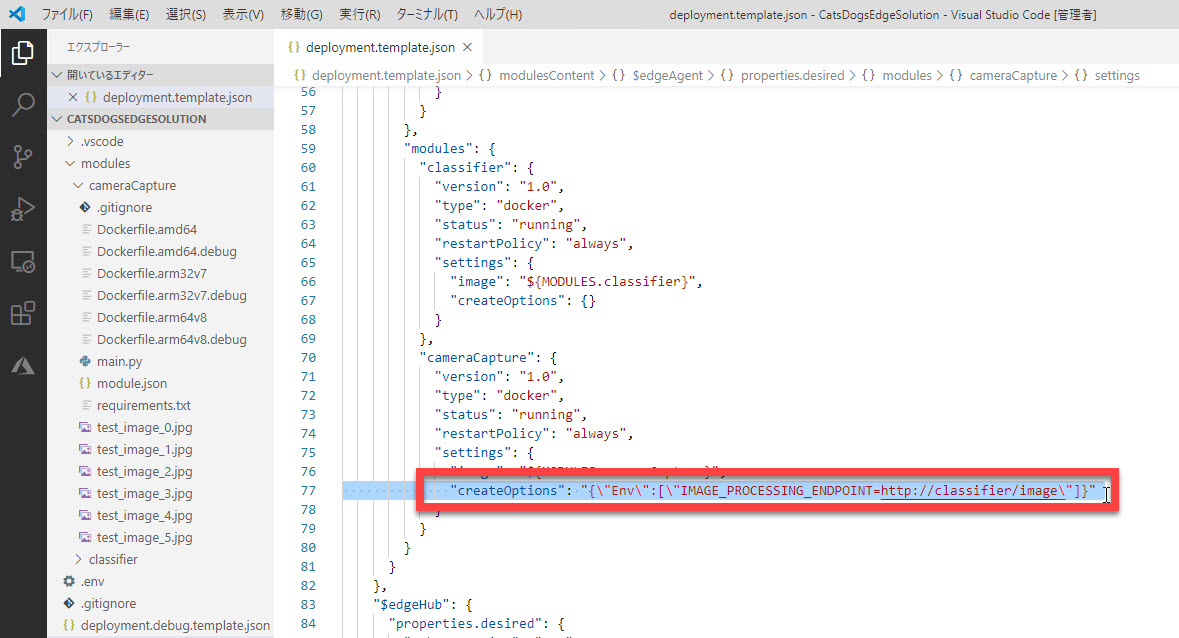 ファイル(F) 編集(E) 選択(S) 表示(V) 移動(G) 実行(R) ターミナル(T) ヘルプ(H) deployment.template.json - CatsDogsEdgeSolution - Visual Studio Code [管理者]
エクスプローラー
開いているエディター
{} deployment.template.json
CATSDOGSEDGESOLUTION
.vscode
modules
cameraCapture
.gitignore
Dockerfile.amd64
Dockerfile.amd64.debug
Dockerfile.arm32v7
Dockerfile.arm32v7.debug
Dockerfile.arm64v8
Dockerfile.arm64v8.debug
main.py
{} module.json
requirements.txt
test_image_0.jpg
test_image_1.jpg
test_image_2.jpg
test_image_3.jpg
test_image_4.jpg
test_image_5.jpg
classifier
.env
.gitignore
{} deployment.debug.template.json
{} deployment.template.json
{} deployment.template.json > {} modulesContent > {} $edgeAgent > {} properties.desired > {} modules > {} cameraCapture > {} settings
56 }
57 }
58 },
59 "modules": {
60 "classifier": {
61 "version": "1.0",
62 "type": "docker",
63 "status": "running",
64 "restartPolicy": "always",
65 "settings": {
66 "image": "${MODULES.classifier}",
67 "createOptions": {}
68 }
69 },
70 "cameraCapture": {
71 "version": "1.0",
72 "type": "docker",
73 "status": "running",
74 "restartPolicy": "always",
75 "settings": {
76
77 "createOptions": "{\"Env\":[\"IMAGE_PROCESSING_ENDPOINT=http://classifier/image\"]}"
78 }
79 }
80 }
81 }
82 },
83 "$edgeHub": {
84 "properties.desired": {